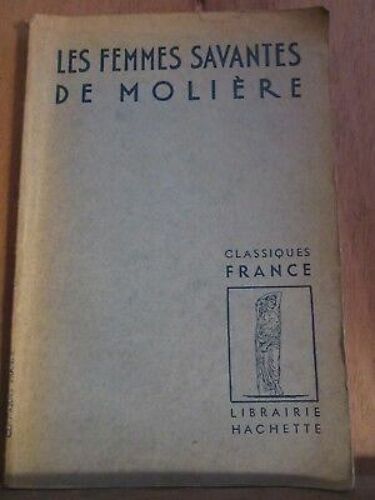 LES FEMMES SAVANTES
DE MOLIÈRE
CLASSIQUES
FRANCE
LIBRAIRIE
HACHETTE